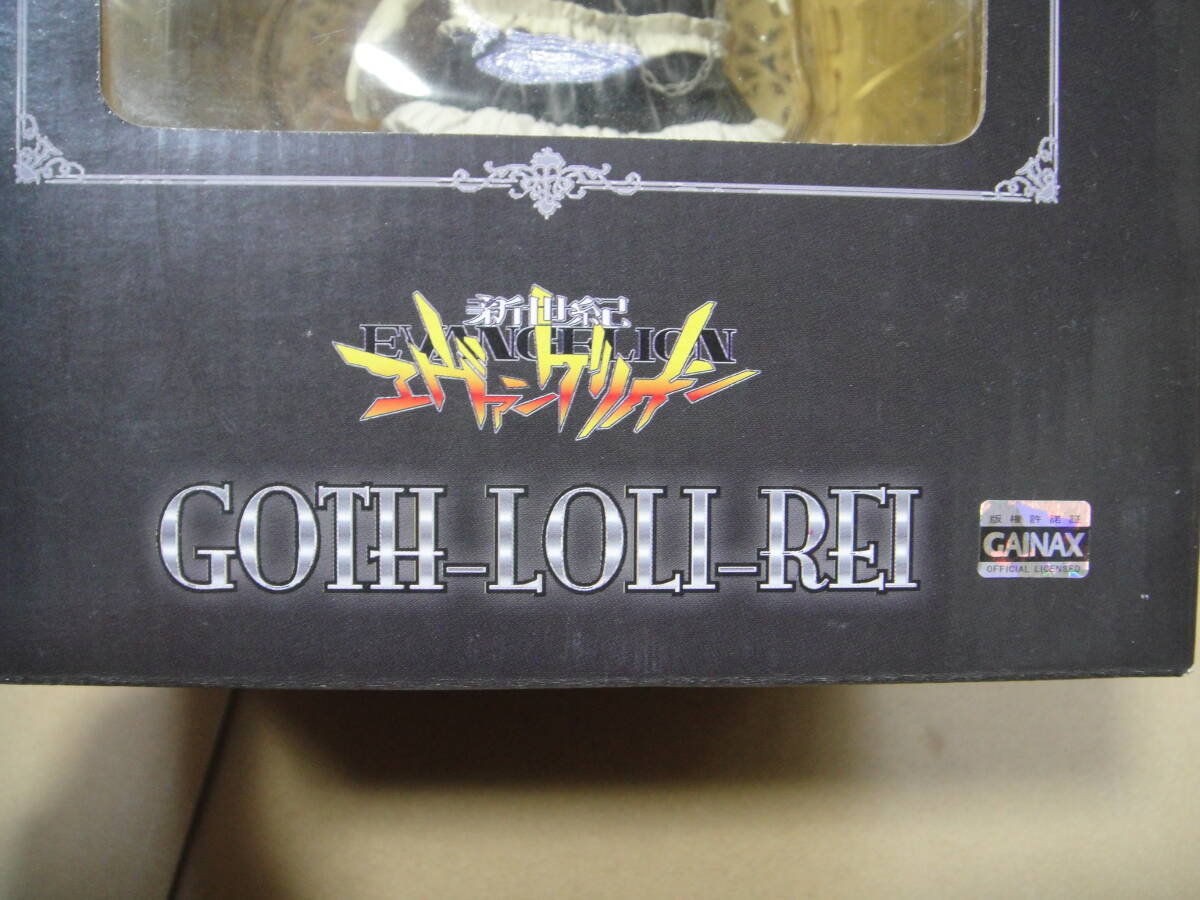 新世紀
EVANGELION
エヴァンゲリオン
GOTH-LOLI-REI
版権許諾証
GAINAX
OFFICIAL LICENSED